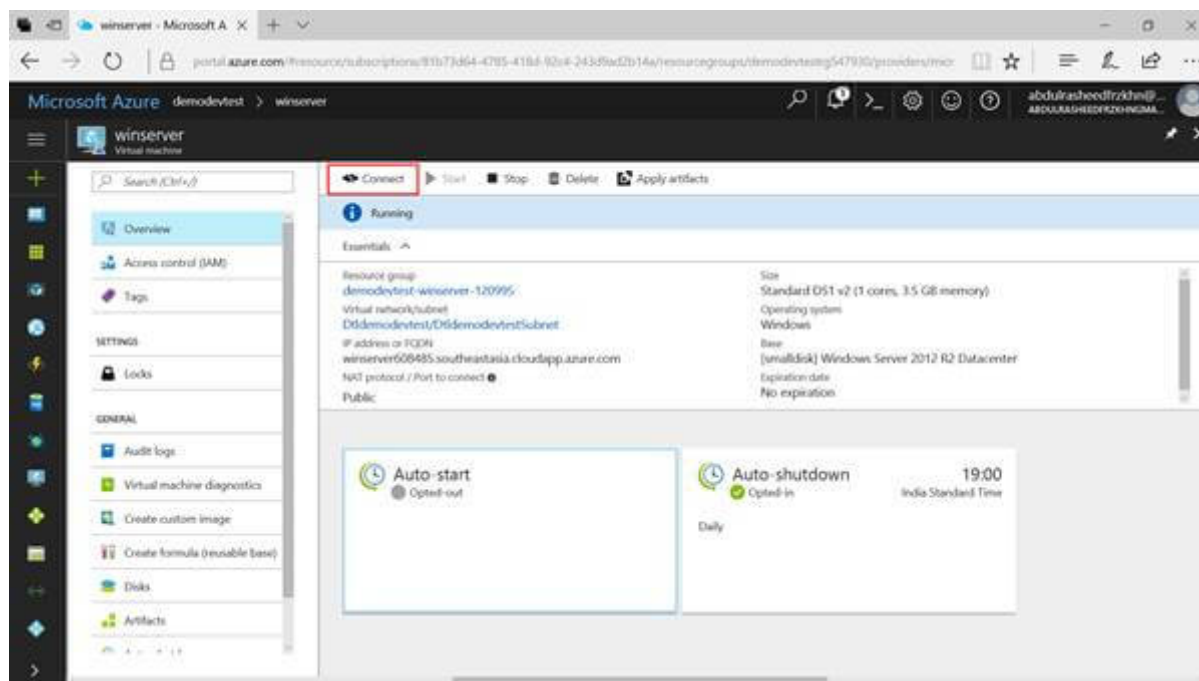 winserver - Microsoft A
portal.azure.com
Microsoft Azure demodevtest > winserver
abdulrasheedfrzkhn@...
winserver
Virtual machine
Search (Ctrl+/)
Connect Start Stop Delete Apply artifacts
Running
Essentials
Overview
Access control (IAM)
Tags
SETTINGS
Locks
GENERAL
Audit logs
Virtual machine diagnostics
Create custom image
Create formula (reusable base)
Disks
Artifacts
Resource group
demodevtest-winserver-120995
Virtual network/subnet
Dtldemodevtest/DtldemodevtestSubnet
IP address or FQDN
winserver608485.southeastasia.cloudapp.azure.com
NAT protocol / Port to connect
Public
Size
Standard DS1 v2 (1 cores, 3.5 GB memory)
Operating system
Windows
Base
[smalldisk] Windows Server 2012 R2 Datacenter
Expiration date
No expiration
Auto-start
Opted-out
Auto-shutdown 19:00
Opted-in India Standard Time
Daily